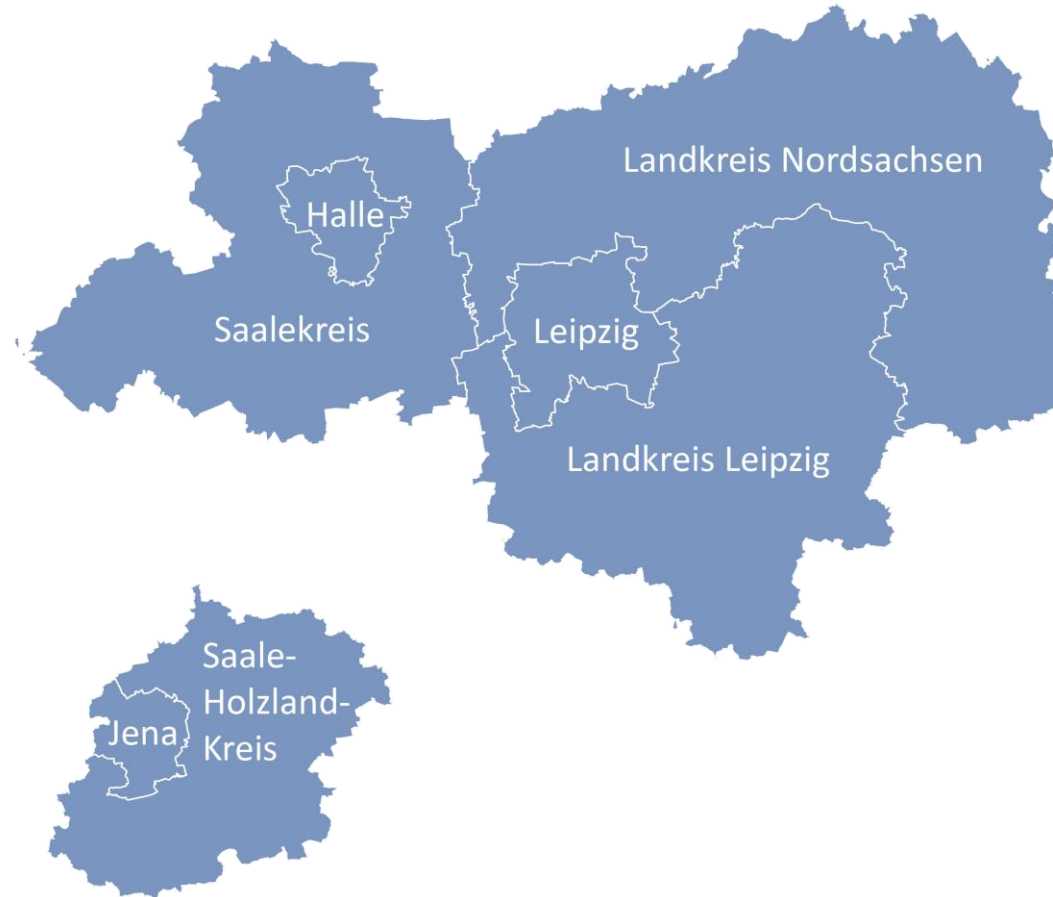 Landkreis Nordsachsen
Halle
Saalekreis
Leipzig
Landkreis Leipzig
Saale-
Holzland-
Kreis
Jena